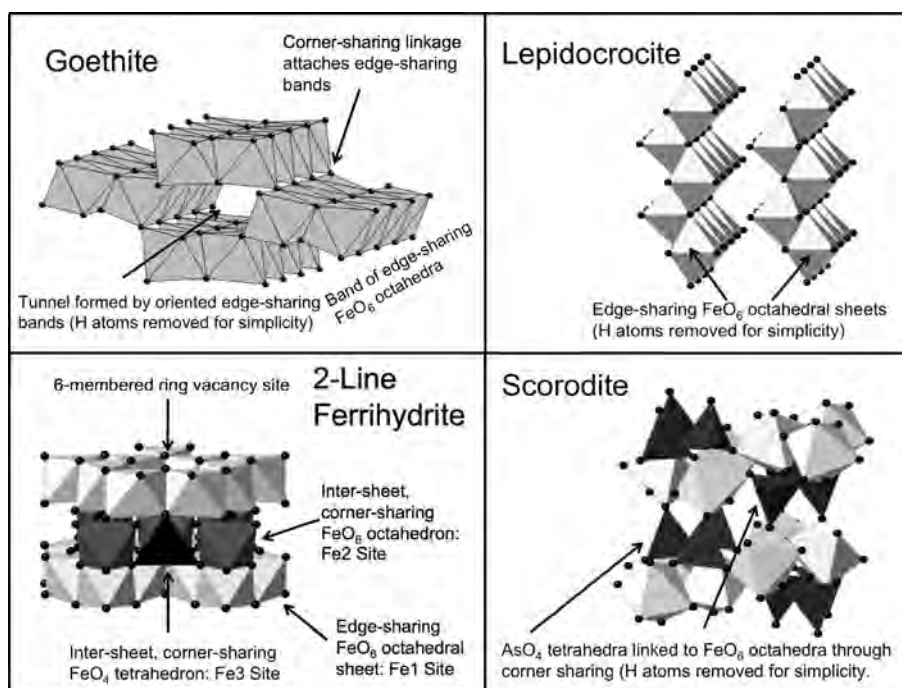 Goethite
Corner-sharing linkage
attaches edge-sharing
bands
Tunnel formed by oriented edge-sharing
bands (H atoms removed for simplicity)
Band of edge-sharing
FeO₆ octahedra
Lepidocrocite
Edge-sharing FeO₆ octahedral sheets
(H atoms removed for simplicity)
6-membered ring vacancy site
2-Line
Ferrihydrite
Inter-sheet,
corner-sharing
FeO₆ octahedron:
Fe2 Site
Inter-sheet, corner-sharing
FeO₄ tetrahedron: Fe3 Site
Edge-sharing
FeO₆ octahedral
sheet: Fe1 Site
Scorodite
AsO₄ tetrahedra linked to FeO₆ octahedra through
corner sharing (H atoms removed for simplicity.